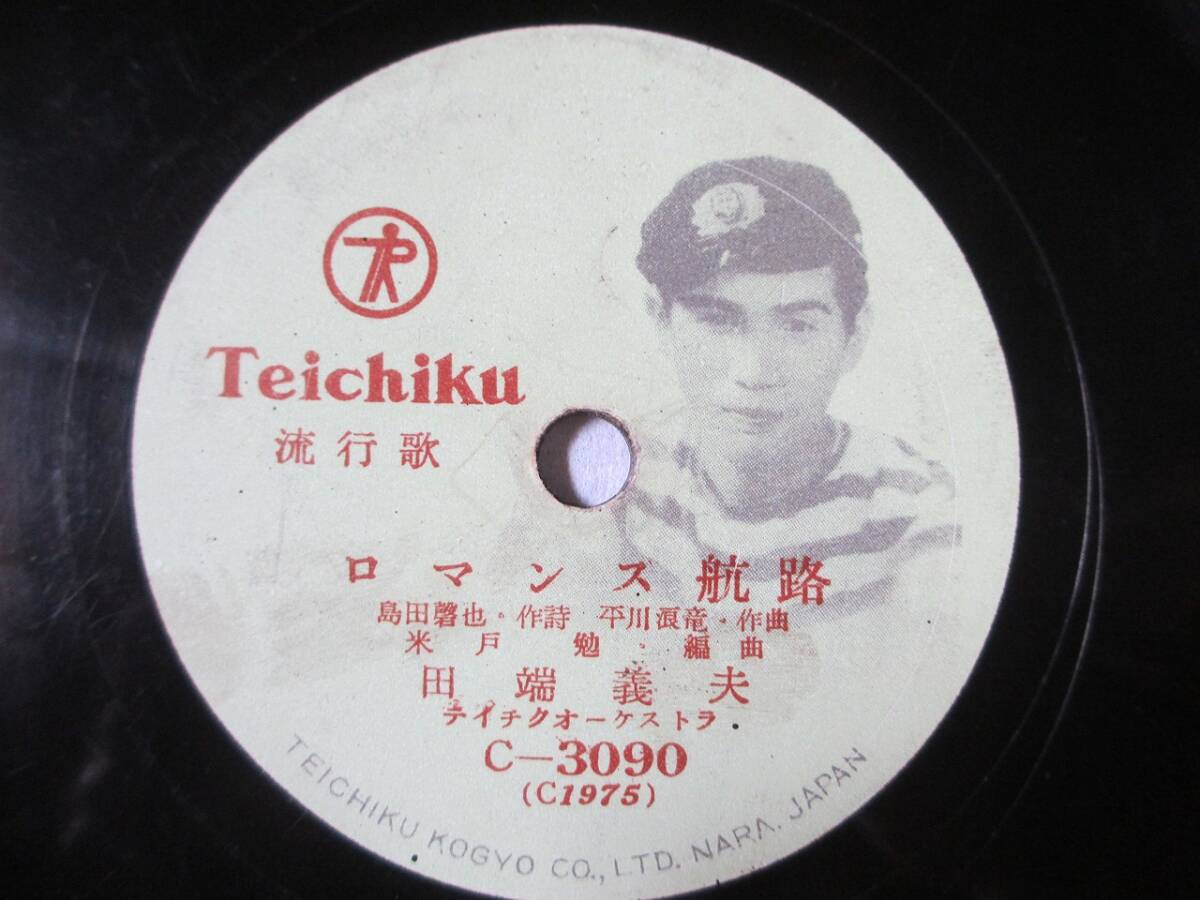 Teichiku
流行歌
ロマンス航路
島田磬也・作詩 平川浪竜・作曲
米戸勉・編曲
田端義夫
テイチクオーケストラ
C-3090
(C1975)
TEICHIKU KOGYO CO., LTD. NARA. JAPAN